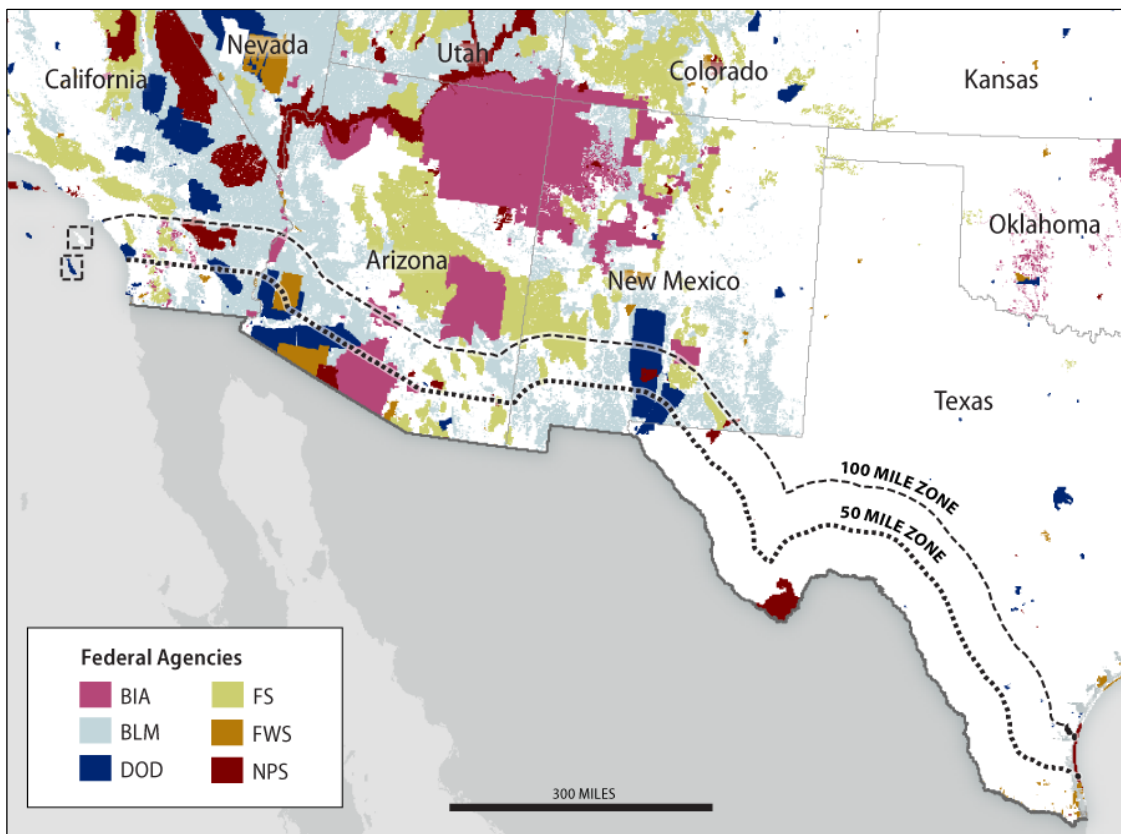 Nevada
Utah
California
Colorado
Kansas
Oklahoma
Arizona
New Mexico
Texas
100 MILE ZONE
50 MILE ZONE
Federal Agencies
BIA
FS
BLM
FWS
DOD
NPS
300 MILES